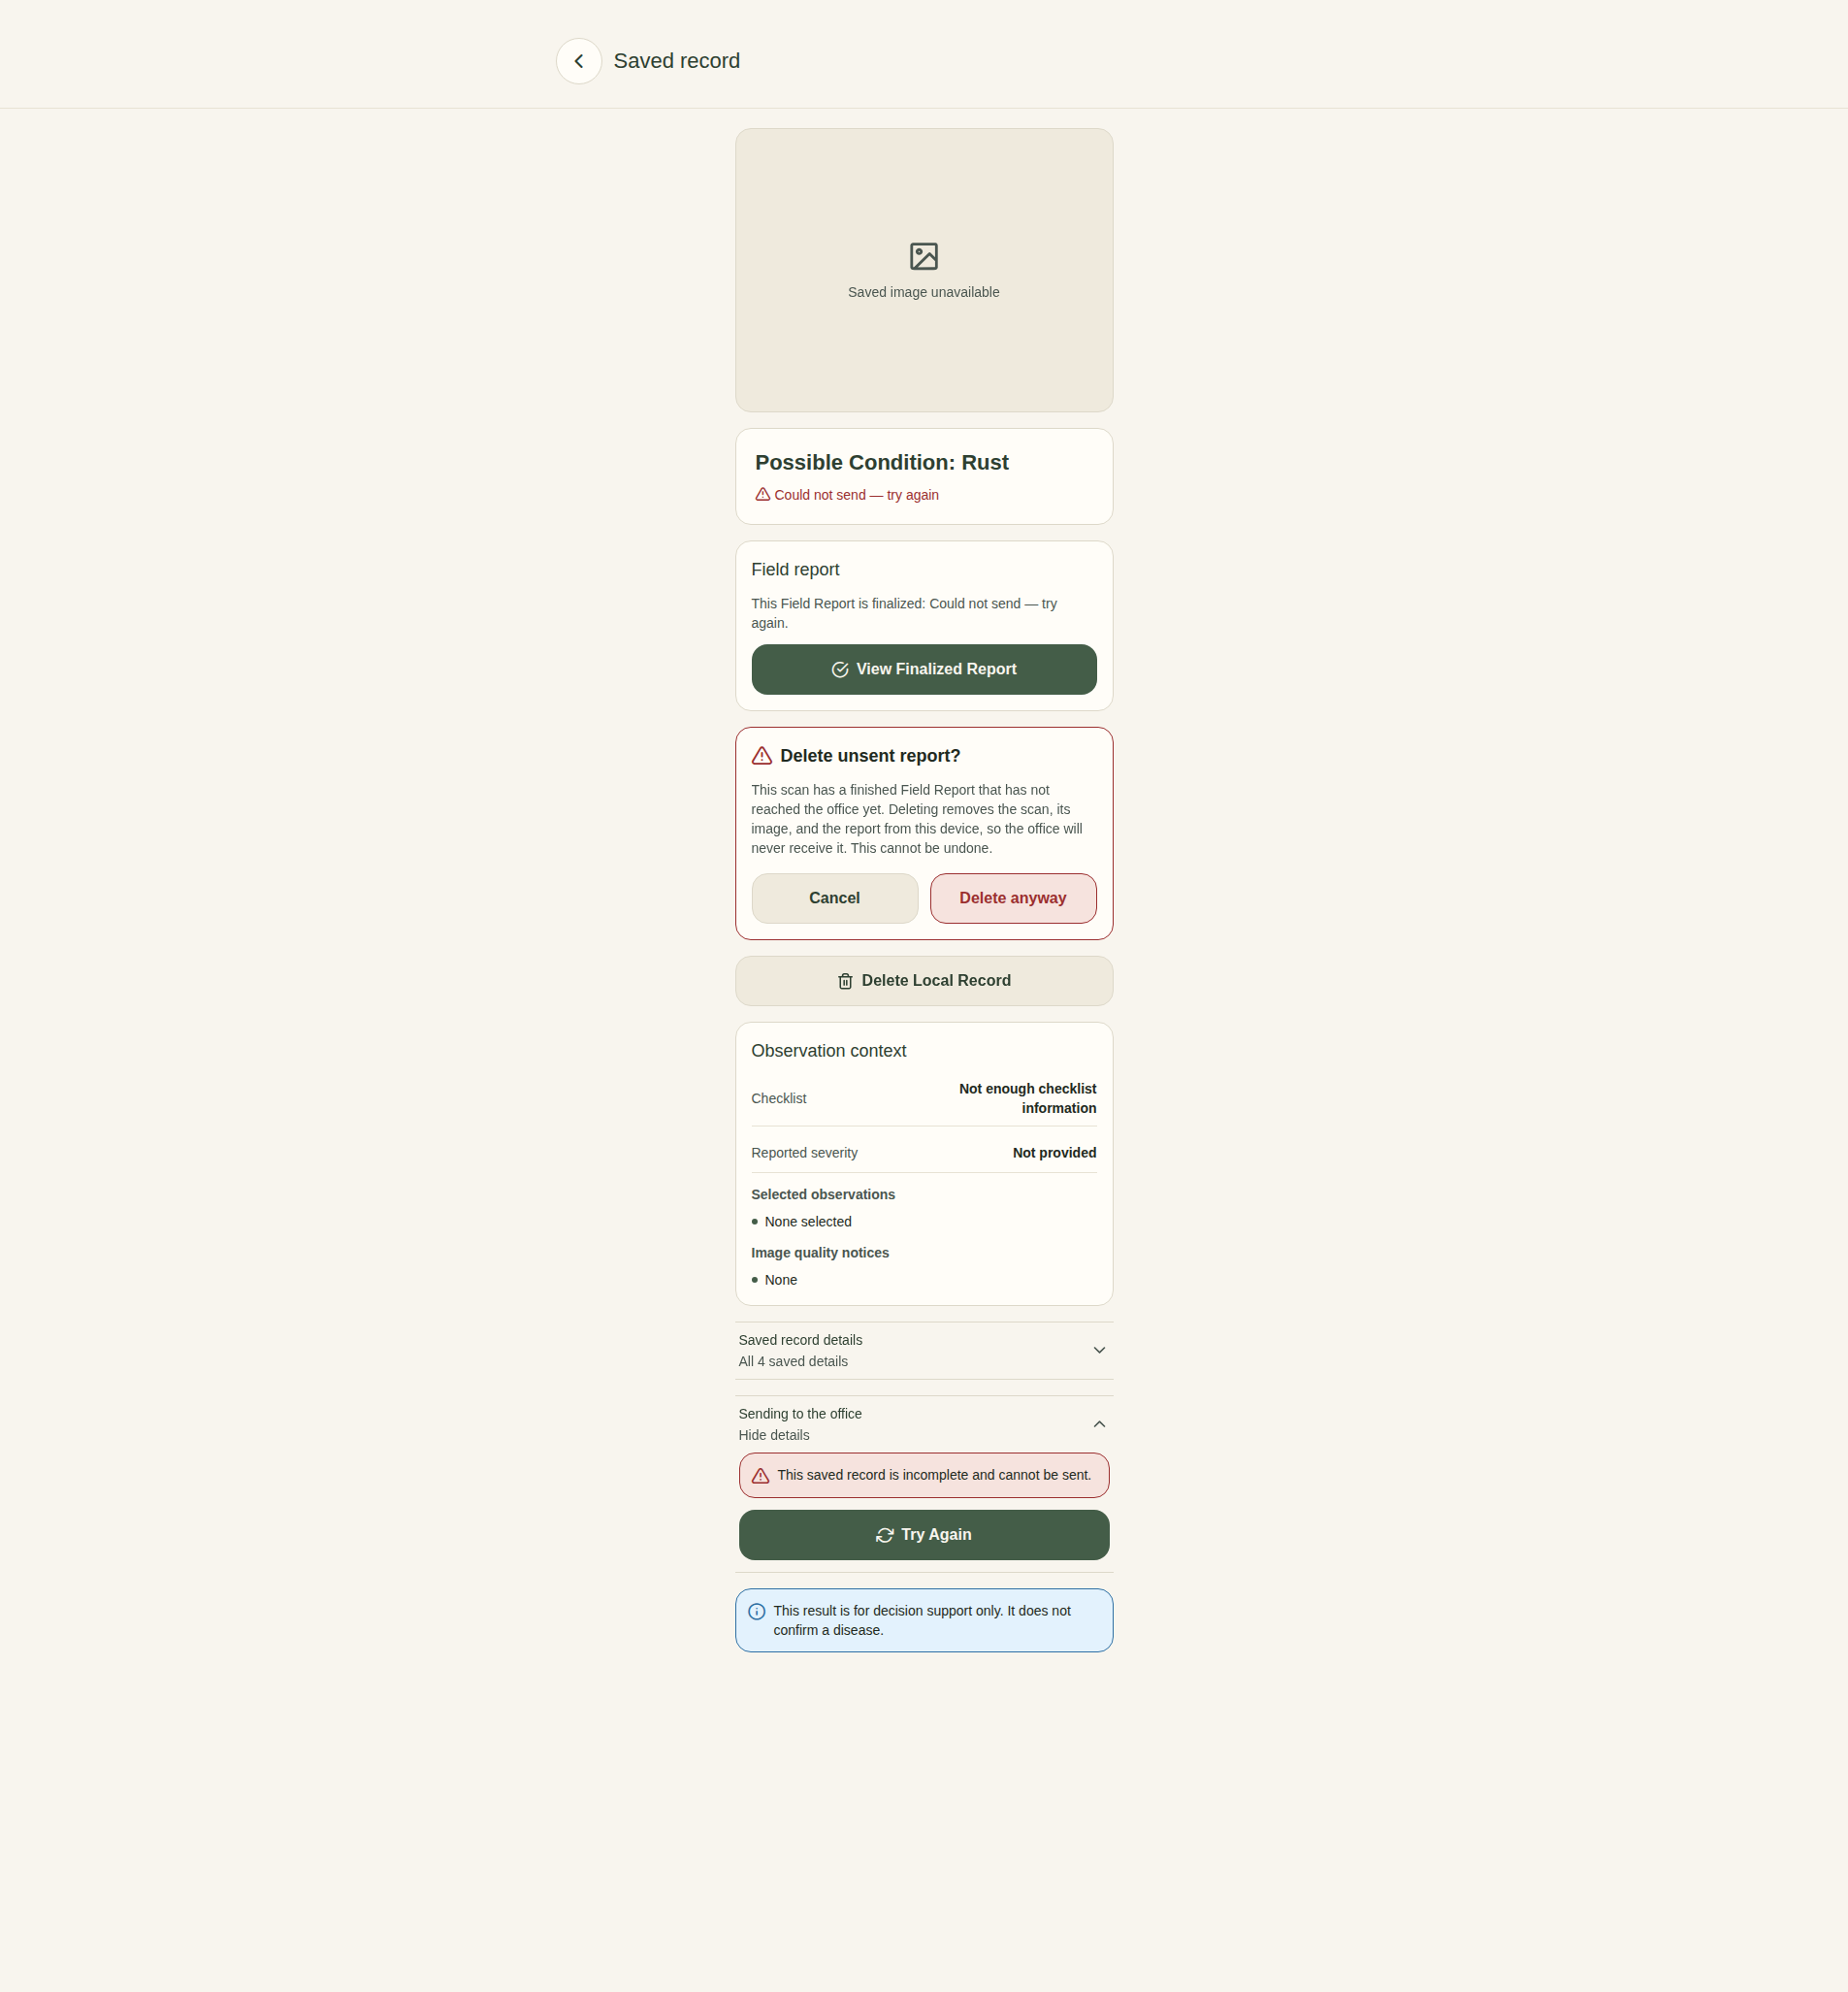 Saved record
Saved image unavailable
Possible Condition: Rust
Could not send — try again
Field report
This Field Report is finalized: Could not send — try
again.
View Finalized Report
Delete unsent report?
This scan has a finished Field Report that has not
reached the office yet. Deleting removes the scan, its
image, and the report from this device, so the office will
never receive it. This cannot be undone.
Cancel
Delete anyway
Delete Local Record
Observation context
Checklist
Not enough checklist
information
Reported severity
Not provided
Selected observations
None selected
Image quality notices
None
Saved record details
All 4 saved details
Sending to the office
Hide details
This saved record is incomplete and cannot be sent.
Try Again
This result is for decision support only. It does not
confirm a disease.